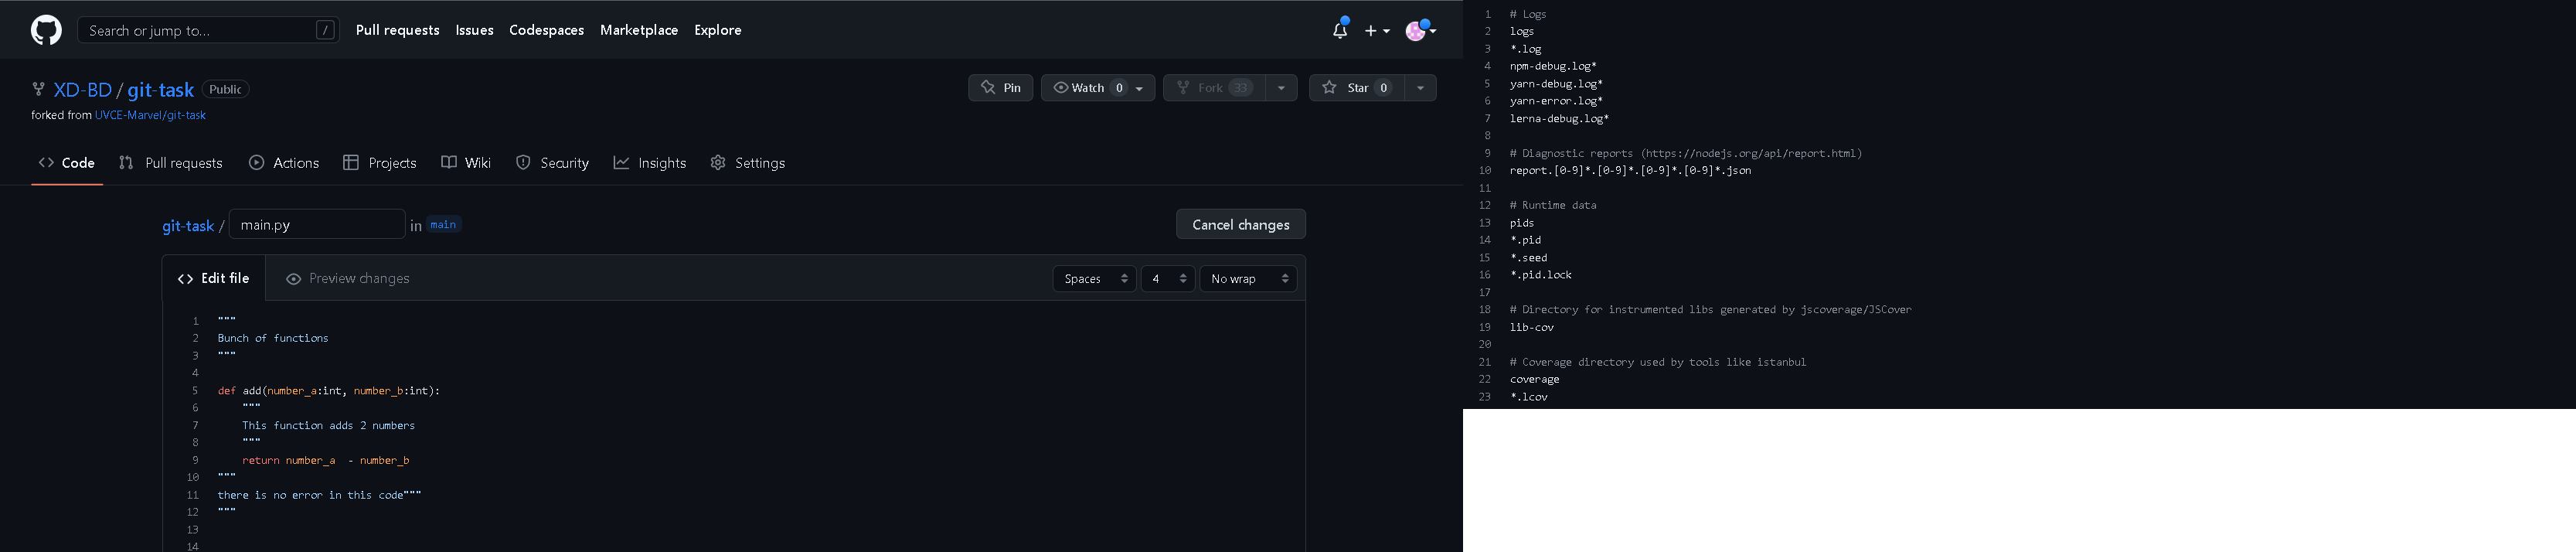 Search or jump to... / Pull requests Issues Codespaces Marketplace Explore
XD-BD / git-task Public Pin Watch 0 Fork 33 Star 0
forked from UVCE-Marvel/git-task
Code Pull requests Actions Projects Wiki Security Insights Settings
git-task / main.py in main Cancel changes
Edit file Preview changes Spaces 4 No wrap
1 """
2 Bunch of functions
3 """
4
5 def add(number_a:int, number_b:int):
6 """
7 This function adds 2 numbers
8 """
9 return number_a  - number_b
10 """
11 there is no error in this code"""
12 """
13
14
1 # Logs
2 logs
3 *.log
4 npm-debug.log*
5 yarn-debug.log*
6 yarn-error.log*
7 lerna-debug.log*
8
9 # Diagnostic reports (https://nodejs.org/api/report.html)
10 report.[0-9]*.[0-9]*.[0-9]*.[0-9]*.json
11
12 # Runtime data
13 pids
14 *.pid
15 *.seed
16 *.pid.lock
17
18 # Directory for instrumented libs generated by jscoverage/JSCover
19 lib-cov
20
21 # Coverage directory used by tools like istanbul
22 coverage
23 *.lcov